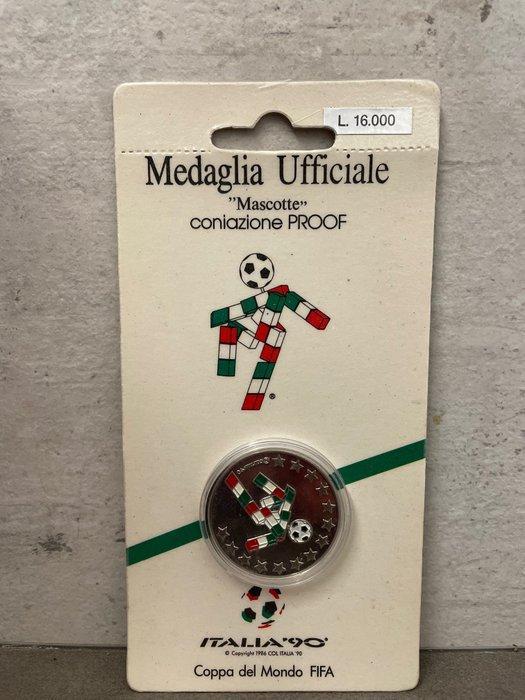 L. 16.000
Medaglia Ufficiale
"Mascotte"
coniazione PROOF
®
ITALIA'90
© Copyright 1986 COL ITALIA '90
Coppa del Mondo FIFA